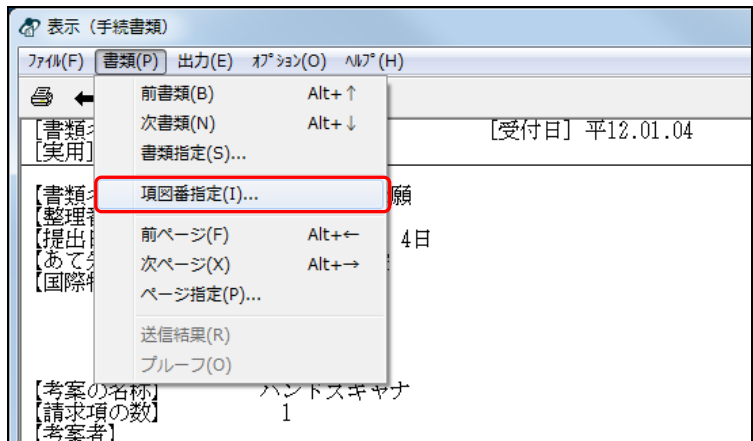 表示（手続書類）
ﾌｧｲﾙ(F) 書類(P) 出力(E) ｵﾌﾟｼｮﾝ(O) ﾍﾙﾌﾟ(H)
前書類(B) Alt+↑
次書類(N) Alt+↓
書類指定(S)...
項図番指定(I)...
前ページ(F) Alt+←
次ページ(X) Alt+→
ページ指定(P)...
送信結果(R)
プルーフ(O)
[書類 [受付日] 平12.01.04
[実用]
【書類 願
【整理
【提出 4日
【あて
【国際
【考案の名称】 ハンドスキャナ
【請求項の数】 1
【考案者】